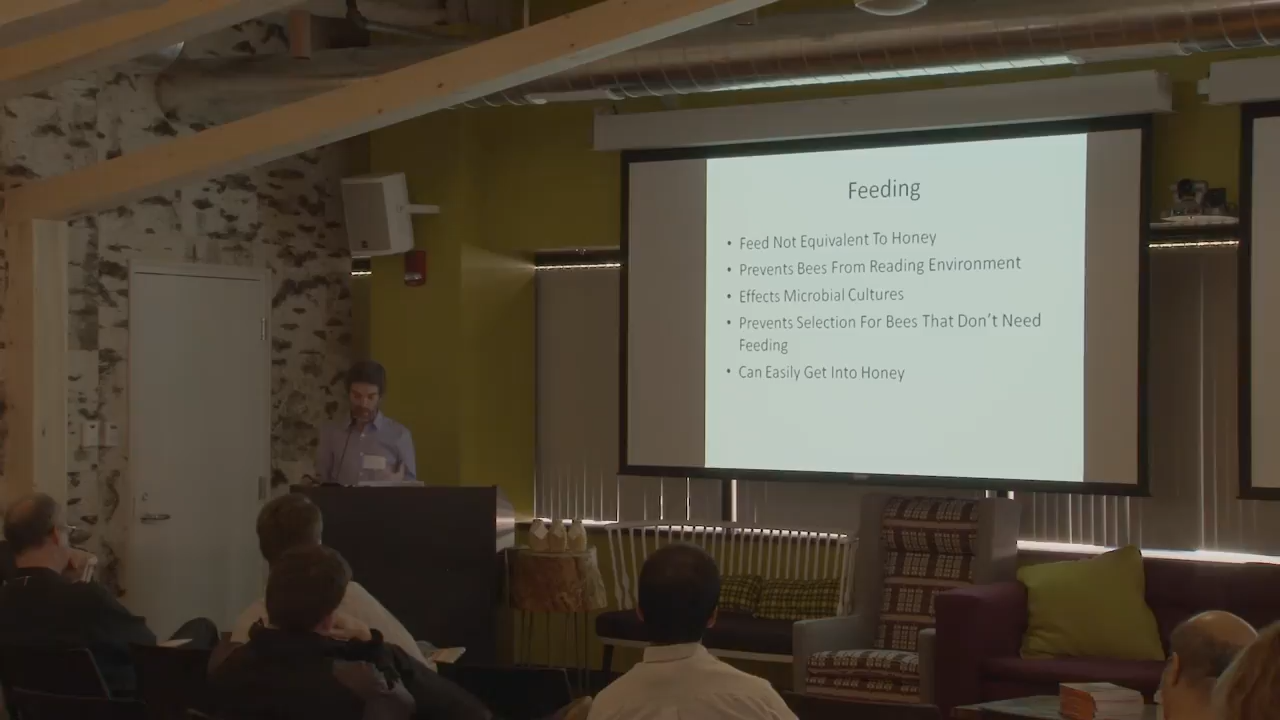 Feeding
• Feed Not Equivalent To Honey
• Prevents Bees From Reading Environment
• Effects Microbial Cultures
• Prevents Selection For Bees That Don't Need
Feeding
• Can Easily Get Into Honey